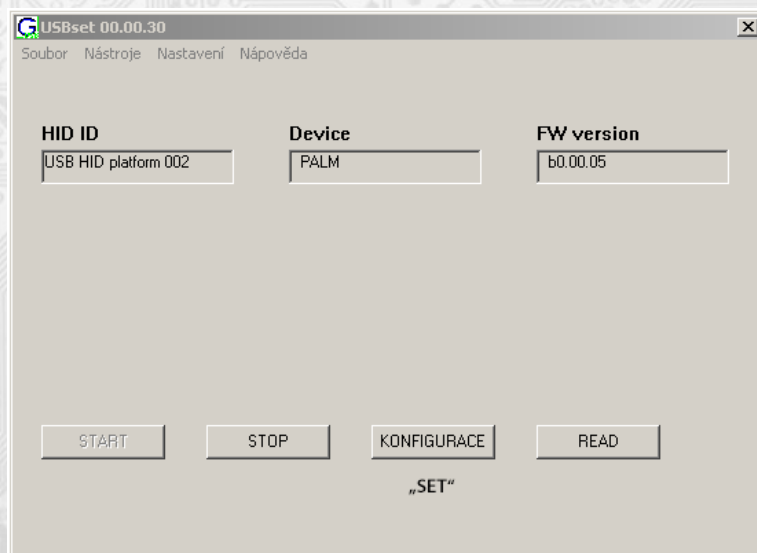 USBset 00.00.30
Soubor Nástroje Nastavení Nápověda
HID ID Device FW version
USB HID platform 002 PALM b0.00.05
START STOP KONFIGURACE READ
„SET“